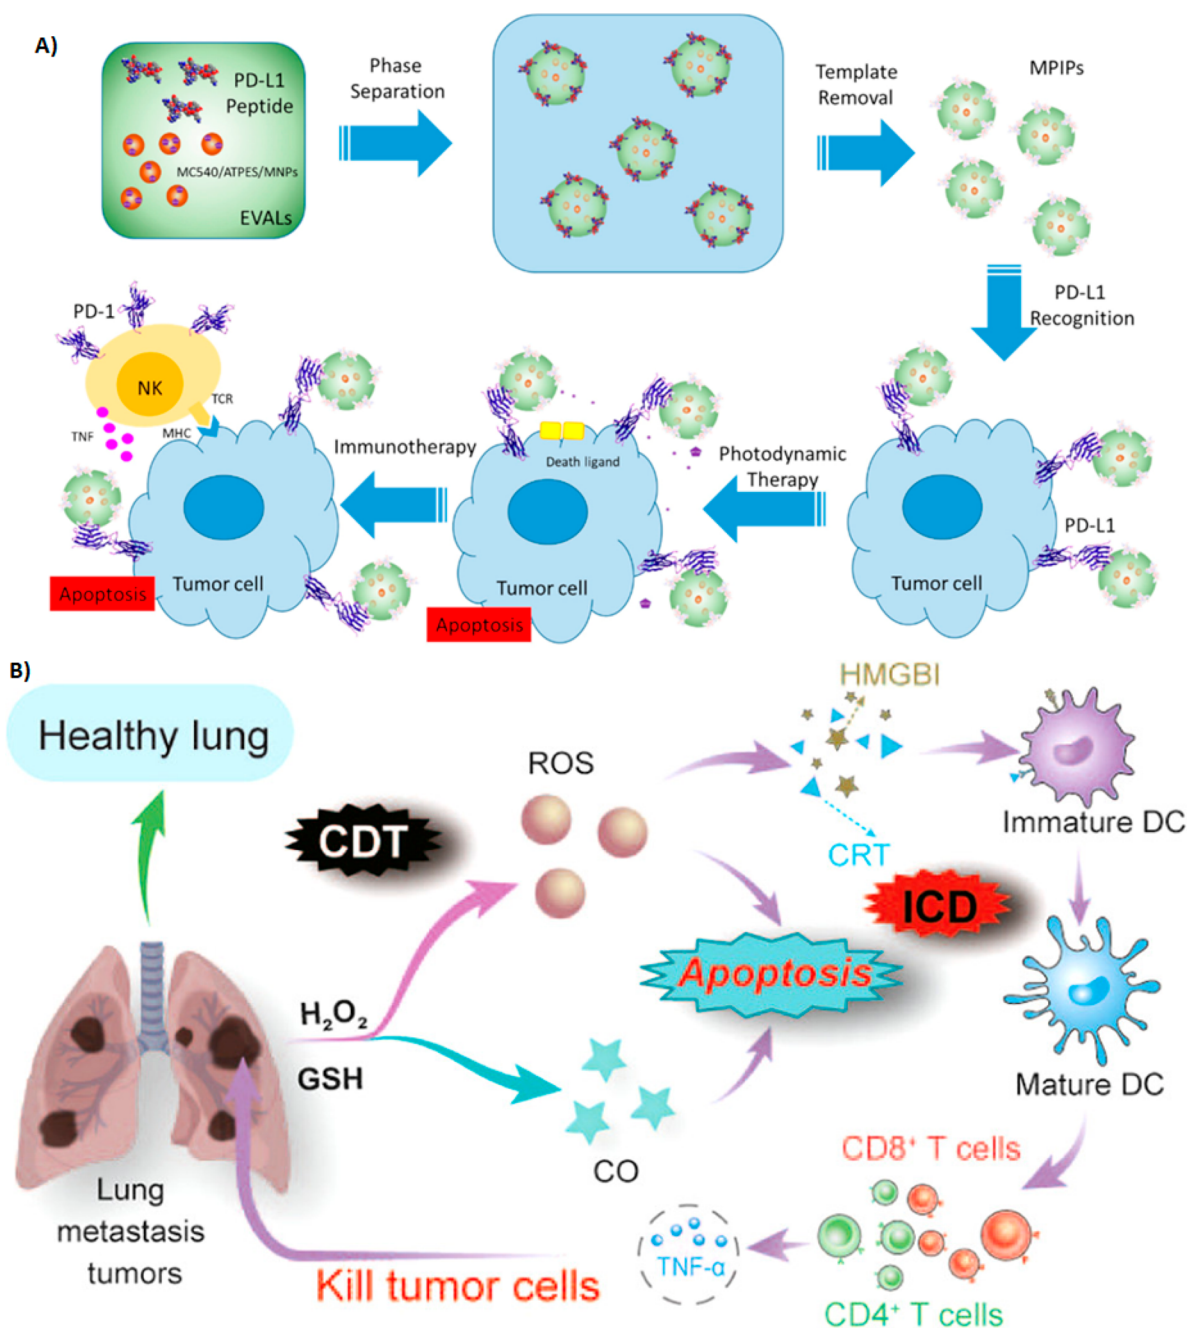 A)
PD-L1
Peptide
MC540/ATPES/MNPs
EVALs
Phase
Separation
Template
Removal
MPIPs
PD-L1
Recognition
PD-1
NK
TCR
TNF
MHC
Immunotherapy
Death ligand
Photodynamic
Therapy
PD-L1
Tumor cell
Apoptosis
Tumor cell
Apoptosis
Tumor cell
B)
Healthy lung
CDT
ROS
HMGBI
CRT
Immature DC
ICD
Apoptosis
H₂O₂
GSH
CO
Mature DC
Lung
metastasis
tumors
CD8⁺ T cells
TNF-α
CD4⁺ T cells
Kill tumor cells